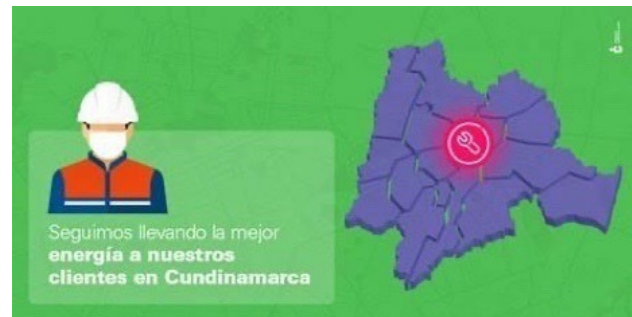 Seguimos llevando la mejor
energía a nuestros
clientes en Cundinamarca